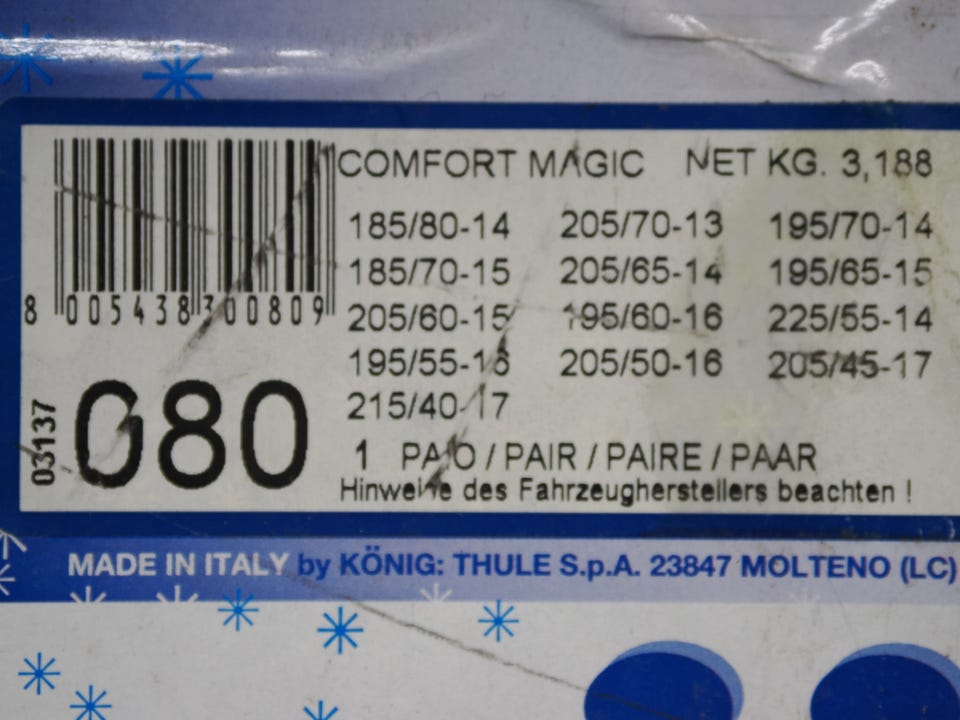 COMFORT MAGIC NET KG. 3,188
185/80-14 205/70-13 195/70-14
185/70-15 205/65-14 195/65-15
205/60-15 195/60-16 225/55-14
195/55-16 205/50-16 205/45-17
215/40-17
1 PAIO / PAIR / PAIRE / PAAR
Hinweise des Fahrzeugherstellers beachten !
8 005438 300809
03137
080
MADE IN ITALY by KÖNIG: THULE S.p.A. 23847 MOLTENO (LC)